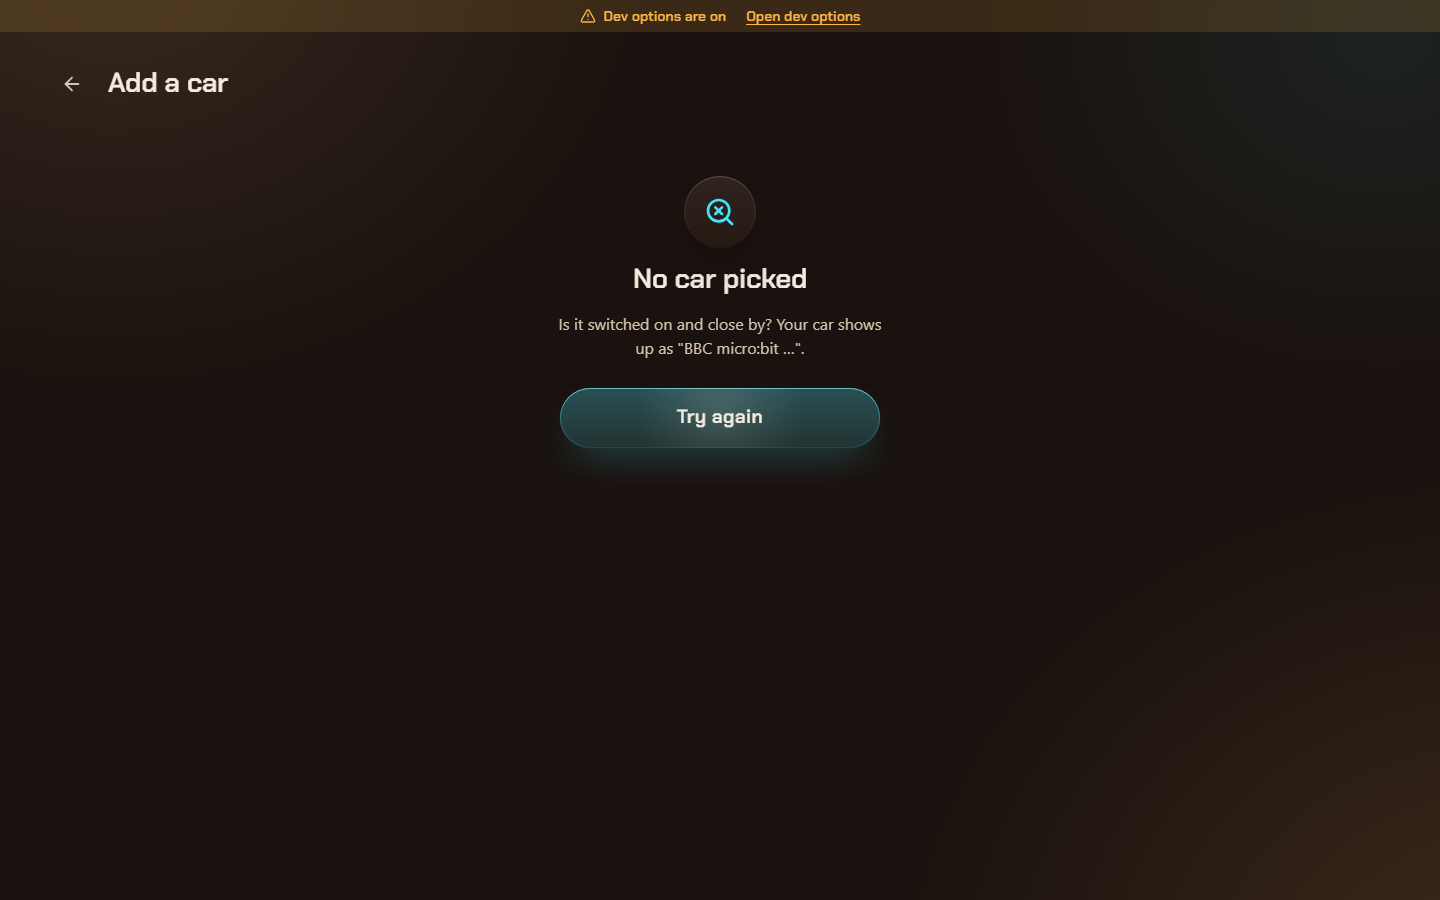 Dev options are on Open dev options
Add a car
No car picked
Is it switched on and close by? Your car shows
up as "BBC micro:bit ...".
Try again